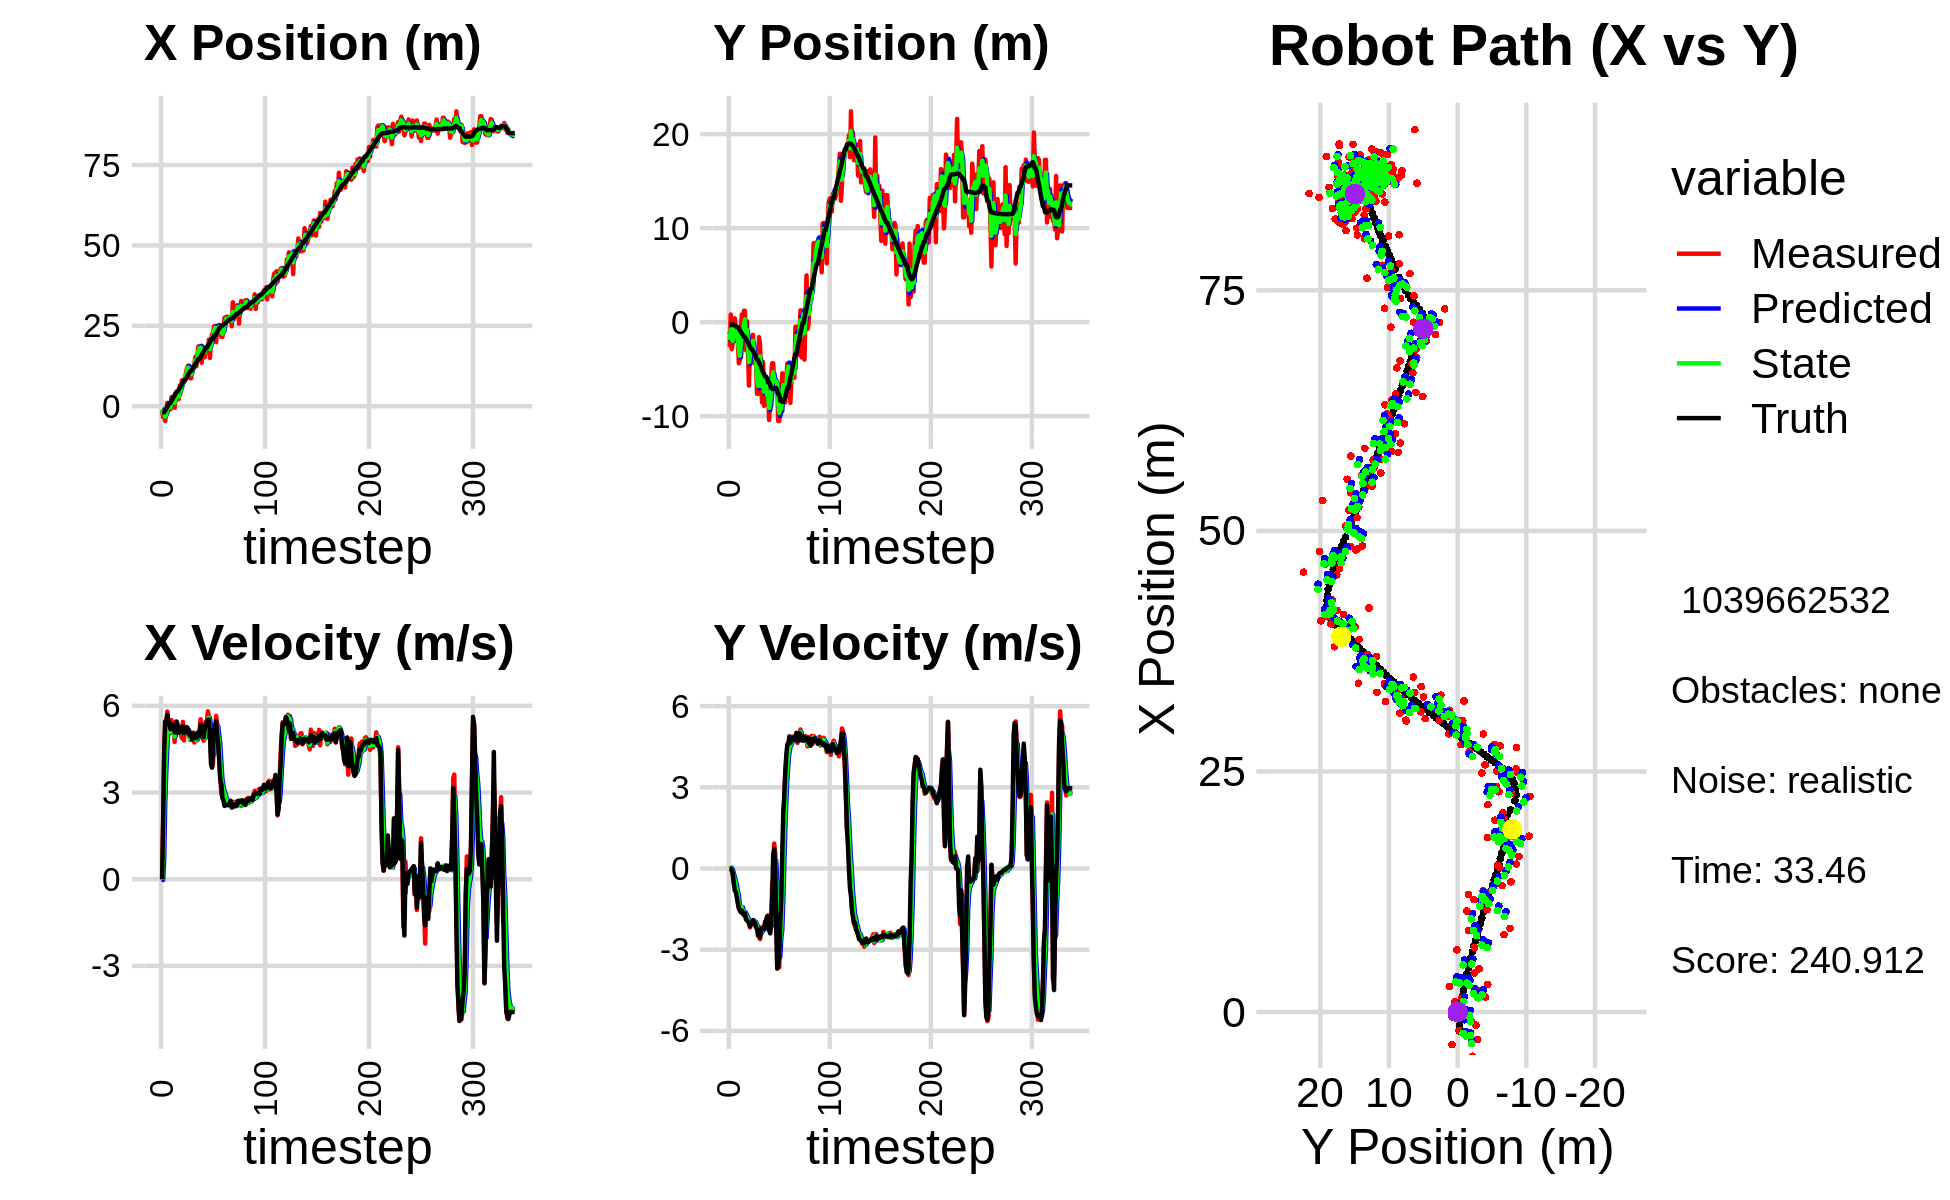 X Position (m)
75
50
25
0
0 100 200 300
timestep
Y Position (m)
20
10
0
-10
0 100 200 300
timestep
X Velocity (m/s)
6
3
0
-3
0 100 200 300
timestep
Y Velocity (m/s)
6
3
0
-3
-6
0 100 200 300
timestep
Robot Path (X vs Y)
X Position (m)
75
50
25
0
20 10 0 -10 -20
Y Position (m)
variable
Measured
Predicted
State
Truth
1039662532
Obstacles: none
Noise: realistic
Time: 33.46
Score: 240.912